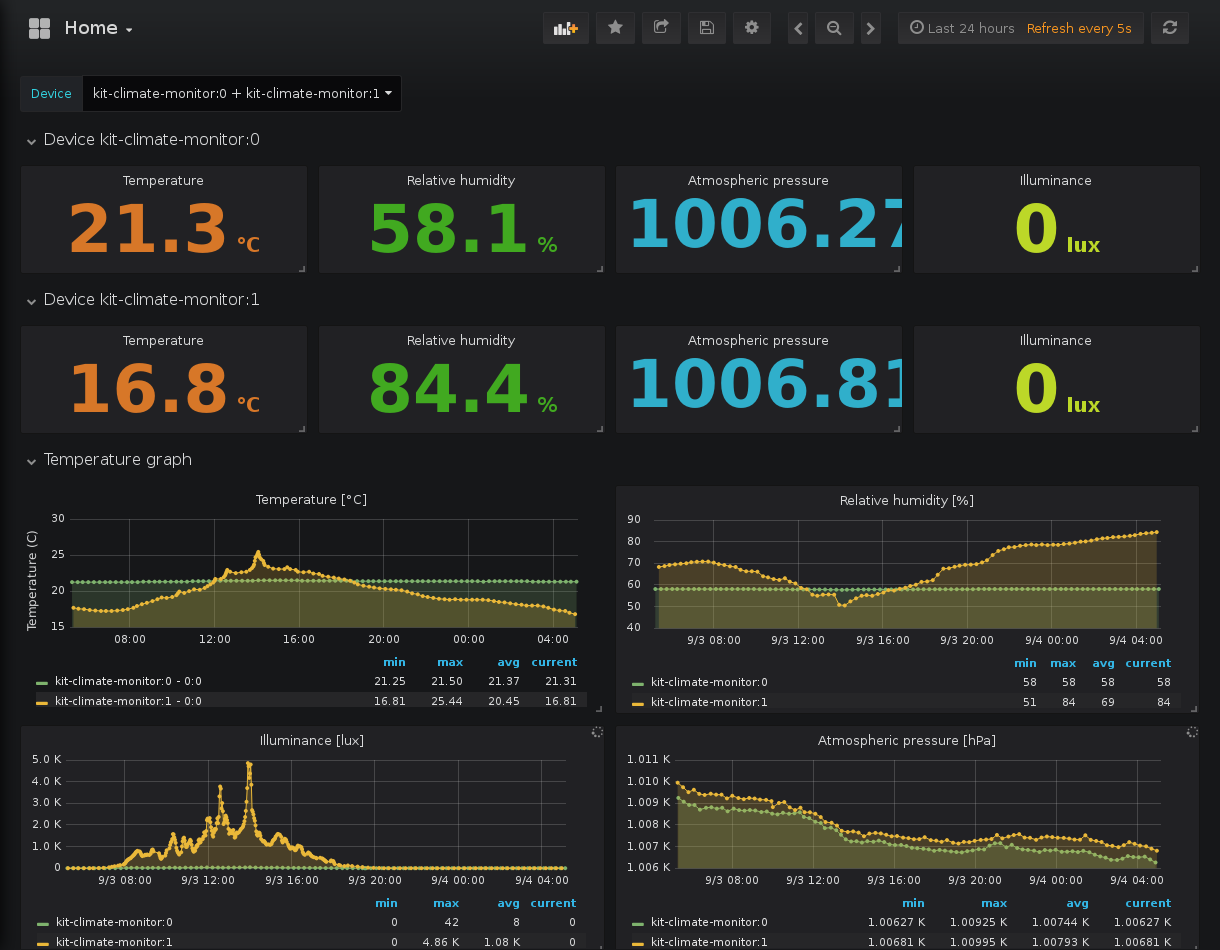 Home
Last 24 hours Refresh every 5s
Device kit-climate-monitor:0 + kit-climate-monitor:1
Device kit-climate-monitor:0
Temperature Relative humidity Atmospheric pressure Illuminance
21.3 °C 58.1 % 1006.27 0 lux
Device kit-climate-monitor:1
Temperature Relative humidity Atmospheric pressure Illuminance
16.8 °C 84.4 % 1006.81 0 lux
Temperature graph
Temperature [°C]
Temperature (C)
30
25
20
15
08:00 12:00 16:00 20:00 00:00 04:00
min max avg current
kit-climate-monitor:0 - 0:0 21.25 21.50 21.37 21.31
kit-climate-monitor:1 - 0:0 16.81 25.44 20.45 16.81
Relative humidity [%]
90
80
70
60
50
40
9/3 08:00 9/3 12:00 9/3 16:00 9/3 20:00 9/4 00:00 9/4 04:00
min max avg current
kit-climate-monitor:0 58 58 58 58
kit-climate-monitor:1 51 84 69 84
Illuminance [lux]
5.0 K
4.0 K
3.0 K
2.0 K
1.0 K
0
9/3 08:00 9/3 12:00 9/3 16:00 9/3 20:00 9/4 00:00 9/4 04:00
min max avg current
kit-climate-monitor:0 0 42 8 0
kit-climate-monitor:1 0 4.86 K 1.08 K 0
Atmospheric pressure [hPa]
1.011 K
1.010 K
1.009 K
1.008 K
1.007 K
1.006 K
9/3 08:00 9/3 12:00 9/3 16:00 9/3 20:00 9/4 00:00 9/4 04:00
min max avg current
kit-climate-monitor:0 1.00627 K 1.00925 K 1.00744 K 1.00627 K
kit-climate-monitor:1 1.00681 K 1.00995 K 1.00793 K 1.00681 K